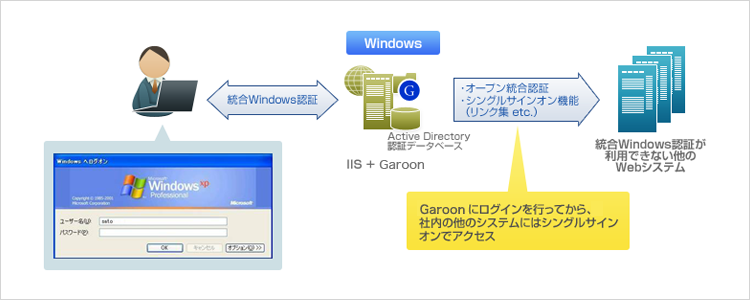 Windows
統合Windows認証
G
・オープン統合認証
・シングルサインオン機能
（リンク集 etc.）
Active Directory
認証データベース
IIS + Garoon
統合Windows認証が
利用できない他の
Webシステム
Windows へログオン
Copyright © 1985-2001
Microsoft Corporation
Microsoft
Windows xp
Professional
Microsoft
ユーザー名(U)
sato
パスワード(P)
OK
キャンセル
オプション(O) >>
Garoon にログインを行ってから、
社内の他のシステムにはシングルサイン
オンでアクセス